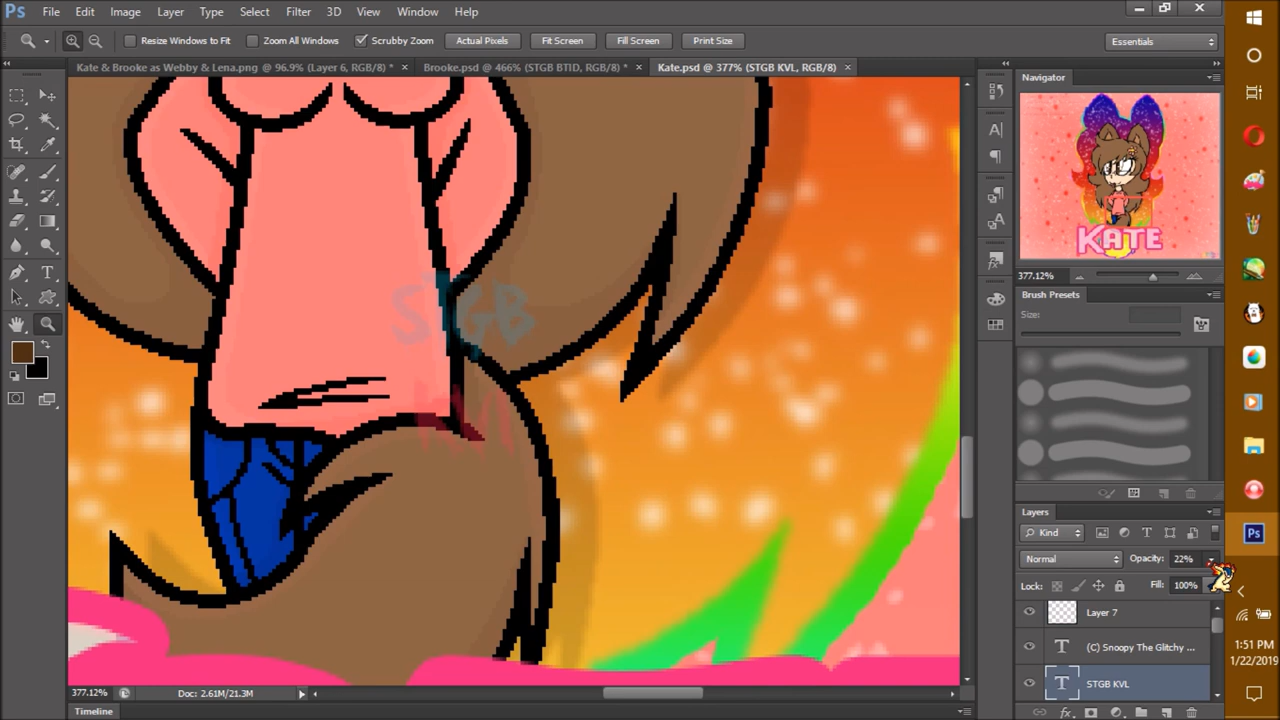 Ps File Edit Image Layer Type Select Filter 3D View Window Help
Resize Windows to Fit Zoom All Windows Scrubby Zoom Actual Pixels Fit Screen Fill Screen Print Size Essentials
Kate & Brooke as Webby & Lena.png @ 96.9% (Layer 6, RGB/8) * × Brooke.psd @ 466% (STGB BTID, RGB/8) * × Kate.psd @ 377% (STGB KVL, RGB/8) ×
Navigator
KATE
377.12%
Brush Presets
Size:
STGB
KVL
Layers
Kind
Normal Opacity: 22%
Lock: Fill: 100%
Layer 7
(C) Snoopy The Glitchy ...
STGB KVL
377.12% Doc: 2.61M/21.3M
Timeline
Ps
1:51 PM
1/22/2019